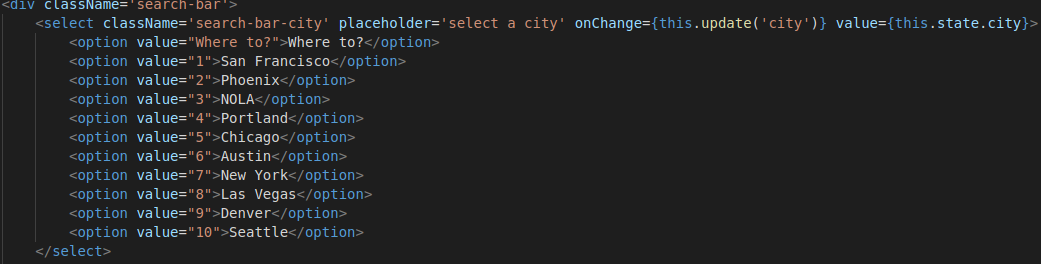 <div className='search-bar'>
<select className='search-bar-city' placeholder='select a city' onChange={this.update('city')} value={this.state.city}>
<option value="Where to?">Where to?</option>
<option value="1">San Francisco</option>
<option value="2">Phoenix</option>
<option value="3">NOLA</option>
<option value="4">Portland</option>
<option value="5">Chicago</option>
<option value="6">Austin</option>
<option value="7">New York</option>
<option value="8">Las Vegas</option>
<option value="9">Denver</option>
<option value="10">Seattle</option>
</select>